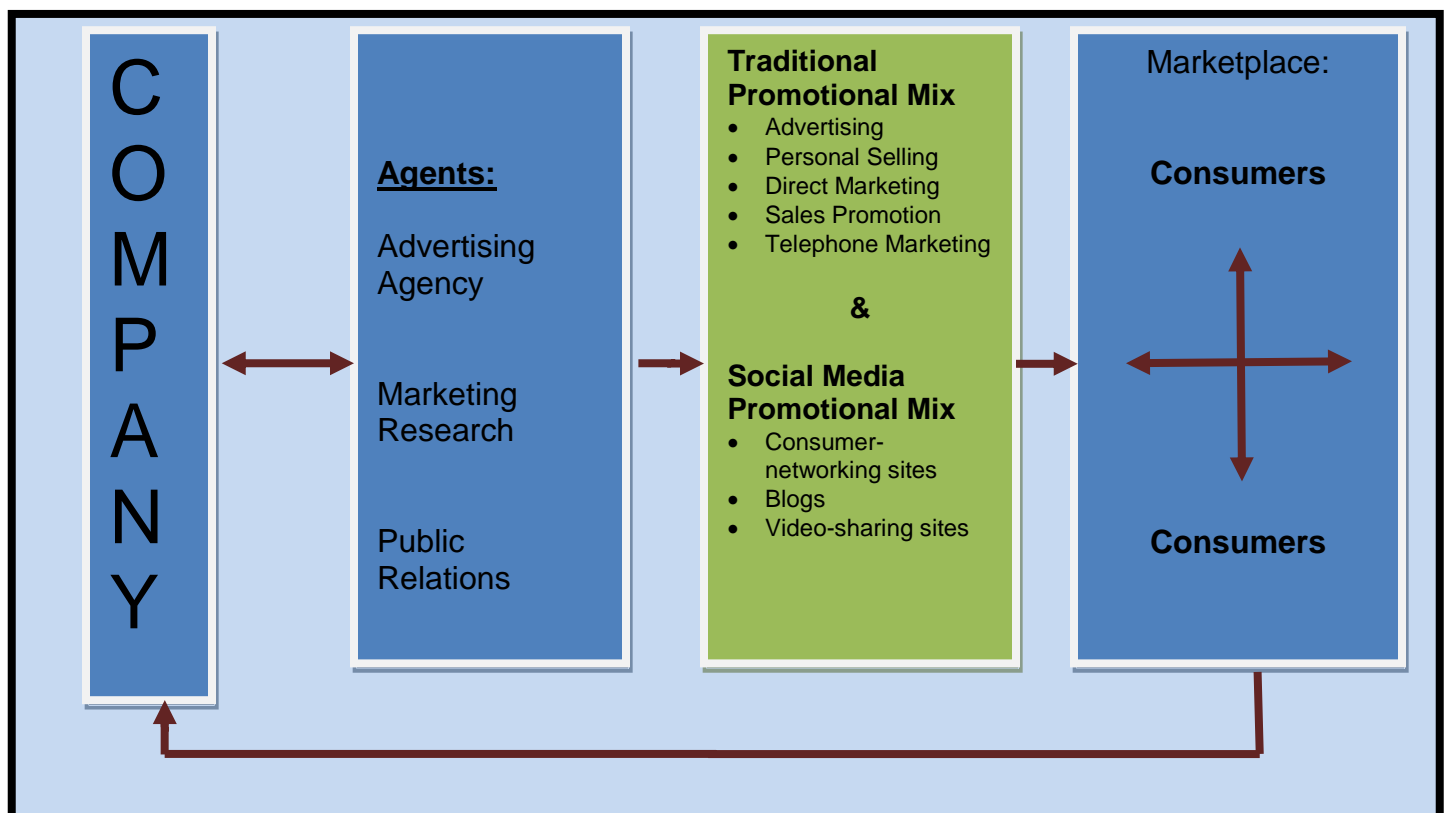 C
O
M
P
A
N
Y
Agents:
Advertising
Agency
Marketing
Research
Public
Relations
Traditional
Promotional Mix
• Advertising
• Personal Selling
• Direct Marketing
• Sales Promotion
• Telephone Marketing
&
Social Media
Promotional Mix
• Consumer-
networking sites
• Blogs
• Video-sharing sites
Marketplace:
Consumers
Consumers